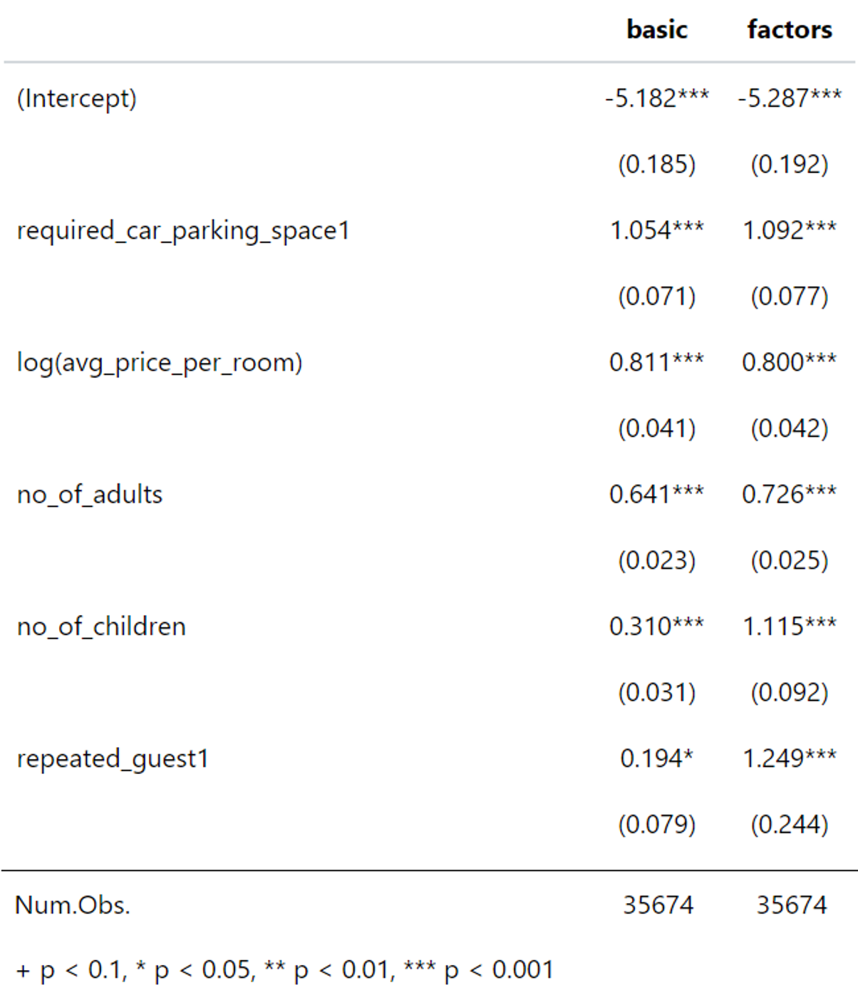 basic factors
(Intercept) -5.182*** -5.287***
(0.185) (0.192)
required_car_parking_space1 1.054*** 1.092***
(0.071) (0.077)
log(avg_price_per_room) 0.811*** 0.800***
(0.041) (0.042)
no_of_adults 0.641*** 0.726***
(0.023) (0.025)
no_of_children 0.310*** 1.115***
(0.031) (0.092)
repeated_guest1 0.194* 1.249***
(0.079) (0.244)
Num.Obs. 35674 35674
+ p < 0.1, * p < 0.05, ** p < 0.01, *** p < 0.001